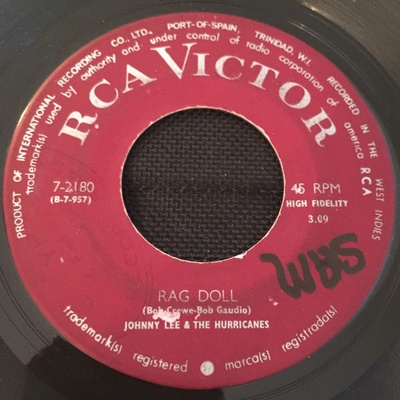 PRODUCT OF INTERNATIONAL RECORDING CO., LTD., PORT-OF-SPAIN, TRINIDAD, W.I. RECORDED IN THE WEST INDIES
trademark(s) used by authority and under control of radio corporation of america RCA
RCA VICTOR
7-2180
(B-7-957)
45 RPM
HIGH FIDELITY
3.09
WBS
RAG DOLL
(Bob Crewe-Bob Gaudio)
JOHNNY LEE & THE HURRICANES
trademark(s) registered marca(s) registrada(s)